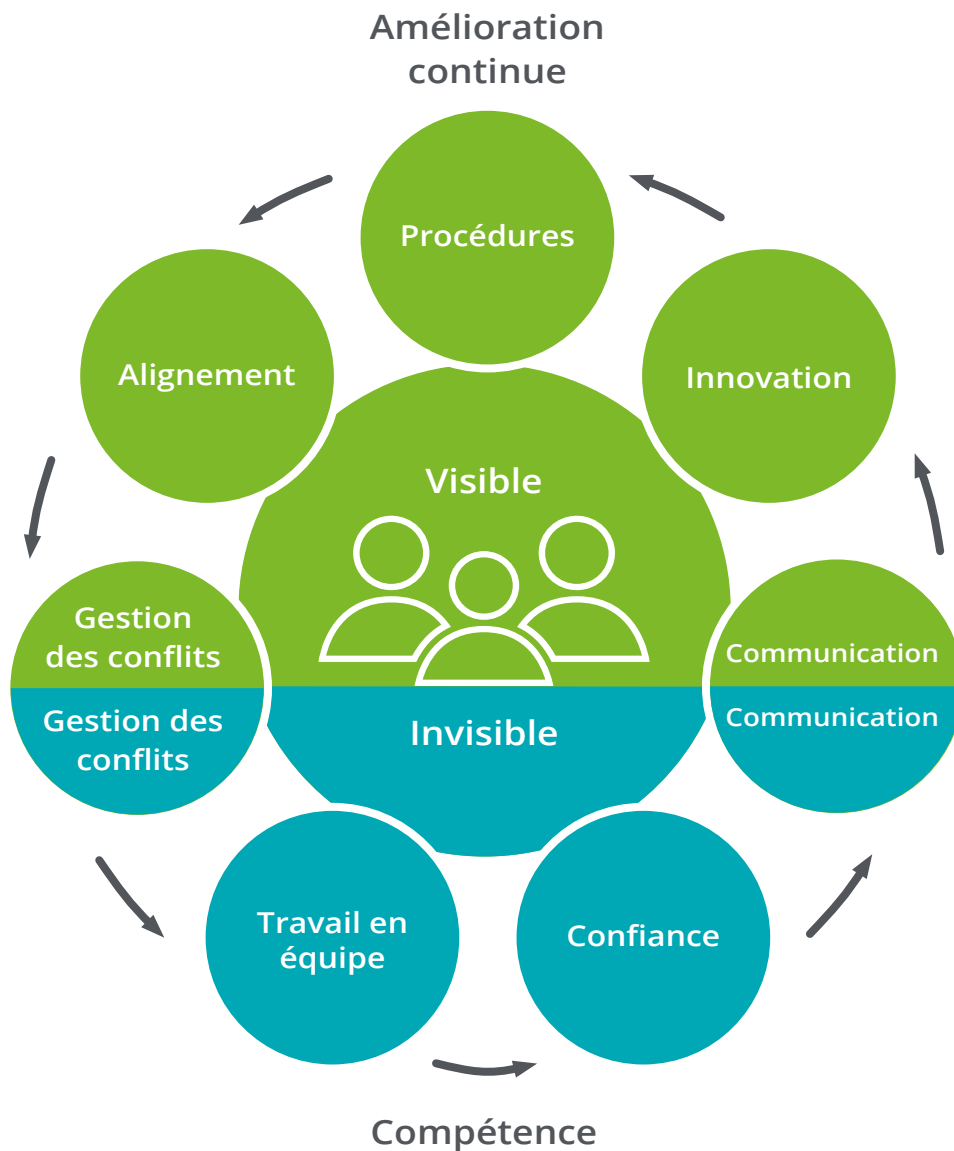 Amélioration
continue
Procédures
Alignement
Innovation
Visible
Gestion
des conflits
Communication
Gestion des
conflits
Communication
Invisible
Travail en
équipe
Confiance
Compétence